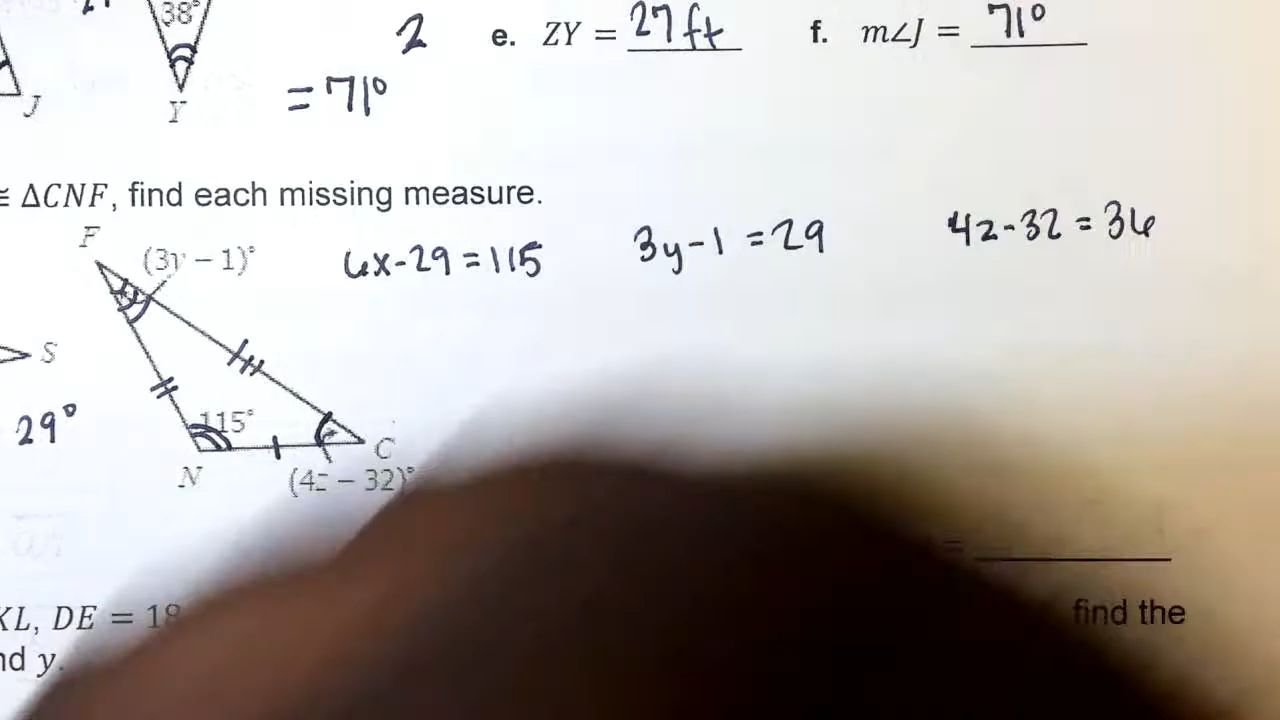 38°
2
e. ZY = 27 ft
f. m∠J = 71°
J
Y
= 71°
≅ ΔCNF, find each missing measure.
F
(3y − 1)°
6x-29 = 115
3y-1 = 29
4z-32 = 36
S
29°
115°
C
N
(4z − 32)°
=
KL, DE = 18
find the
nd y.